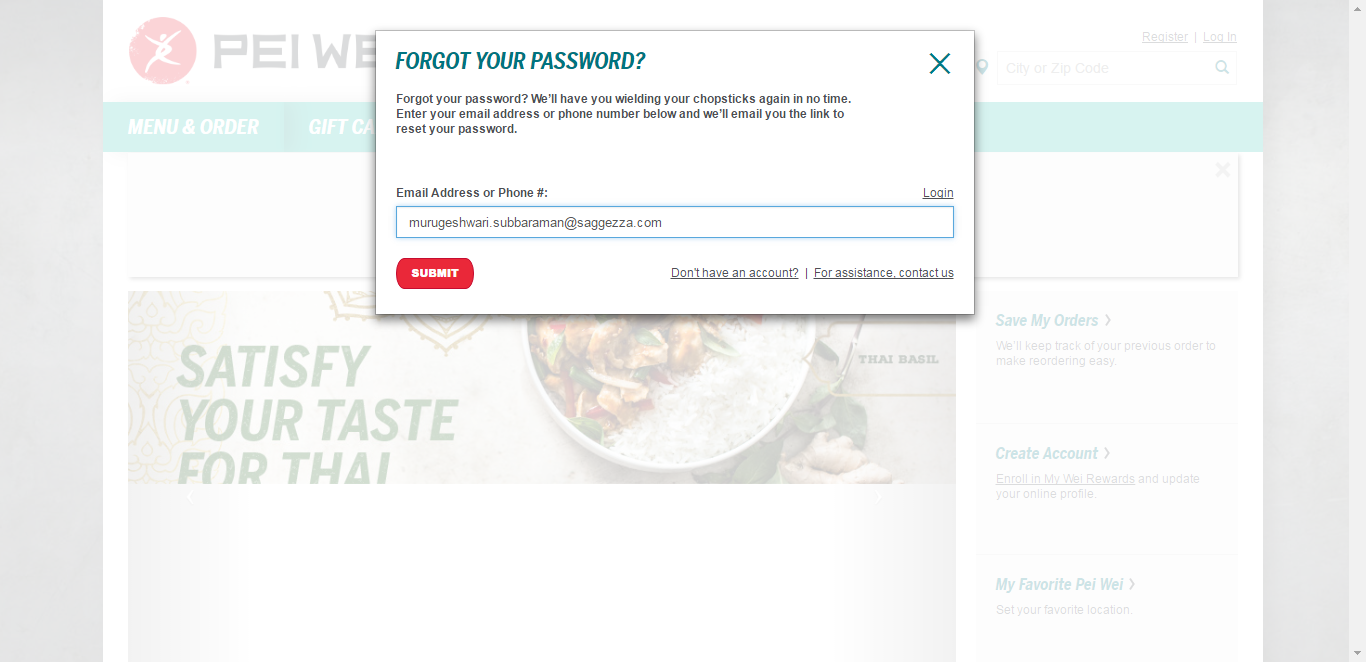 PEI WE
Register | Log In
City or Zip Code
MENU & ORDER
GIFT CA
FORGOT YOUR PASSWORD?
Forgot your password? We'll have you wielding your chopsticks again in no time.
Enter your email address or phone number below and we'll email you the link to
reset your password.
Email Address or Phone #:
Login
murugeshwari.subbaraman@saggezza.com
SUBMIT
Don't have an account? | For assistance, contact us
SATISFY
YOUR TASTE
FOR THAI
THAI BASIL
Save My Orders
We'll keep track of your previous order to
make reordering easy.
Create Account
Enroll in My Wei Rewards and update
your online profile.
My Favorite Pei Wei
Set your favorite location.